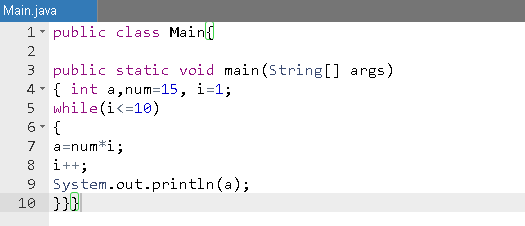 Main.java
1 public class Main{
2
3 public static void main(String[] args)
4 { int a,num=15, i=1;
5 while(i<=10)
6 {
7 a=num*i;
8 i++;
9 System.out.println(a);
10 }}}